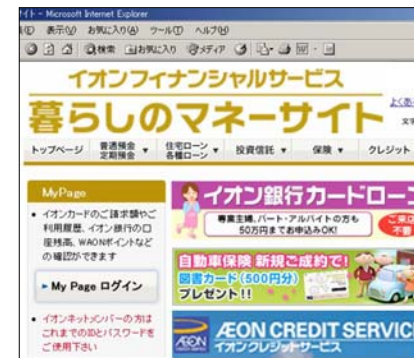 イト - Microsoft Internet Explorer
表示(V) お気に入り(A) ツール(T) ヘルプ(H)
検索 お気に入り メディア
イオンフィナンシャルサービス
暮らしのマネーサイト
よくあ
文字
トップページ
普通預金
定期預金
住宅ローン
各種ローン
投資信託
保険
クレジット
MyPage
• イオンカードのご請求額やご
利用履歴、イオン銀行の口
座残高、WAONポイントなど
の確認ができます
My Page ログイン
• イオンネットメンバーの方は
これまでのIDとパスワードを
ご使用下さい
イオン銀行カードローン
専業主婦、パート・アルバイトの方も
50万円までお申込みOK!
ご来店
不要
自動車保険 新規ご成約で!
図書カード(500円分)
プレゼント!!
AEON
ÆON CREDIT SERVIC
イオンクレジットサービス